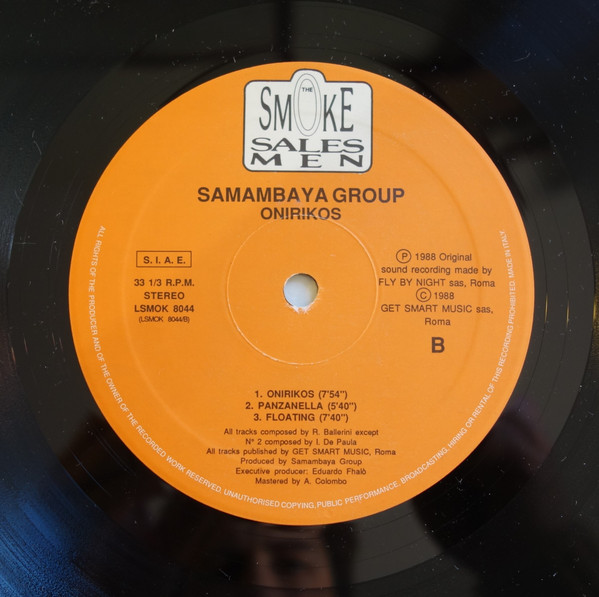 THE
SMOKE
SALES
MEN
SAMAMBAYA GROUP
ONIRIKOS
S. I. A. E.
33 1/3 R.P.M.
STEREO
LSMOK 8044
(LSMOK 8044/B)
P 1988 Original
sound recording made by
FLY BY NIGHT sas, Roma
© 1988
GET SMART MUSIC sas,
Roma
B
1. ONIRIKOS (7'54")
2. PANZANELLA (5'40")
3. FLOATING (7'40")
All tracks composed by R. Ballerini except
N° 2 composed by I. De Paula
All tracks published by GET SMART MUSIC, Roma
Produced by Samambaya Group
Executive producer: Eduardo Fhalò
Mastered by A. Colombo
ALL RIGHTS OF THE PRODUCER AND OF THE OWNER OF THE RECORDED WORK RESERVED. UNAUTHORISED COPYING, PUBLIC PERFORMANCE, BROADCASTING, HIRING OR RENTAL OF THIS RECORDING PROHIBITED. MADE IN ITALY.